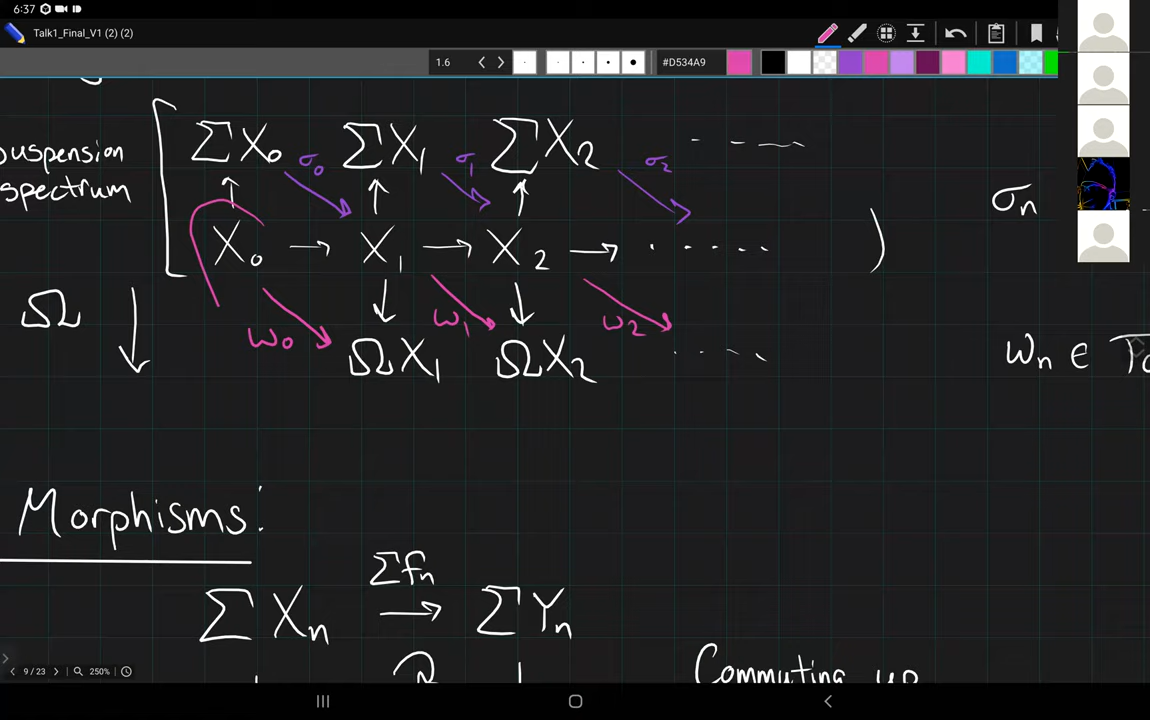 6:37
Talk1_Final_V1 (2) (2)
1.6 #D534A9
ΣX₀ ΣX₁ ΣX₂ - - —
suspension spectrum
σ₀ σ₁ σ₂
σn
X₀ → X₁ → X₂ → . . . . .
Ω
ω₀ ω₁ ω₂
ΩX₁ ΩX₂ . . . .
ωn ∈
Morphisms:
Σfn
ΣXn → ΣYn
Commuting up
9 / 23 250%